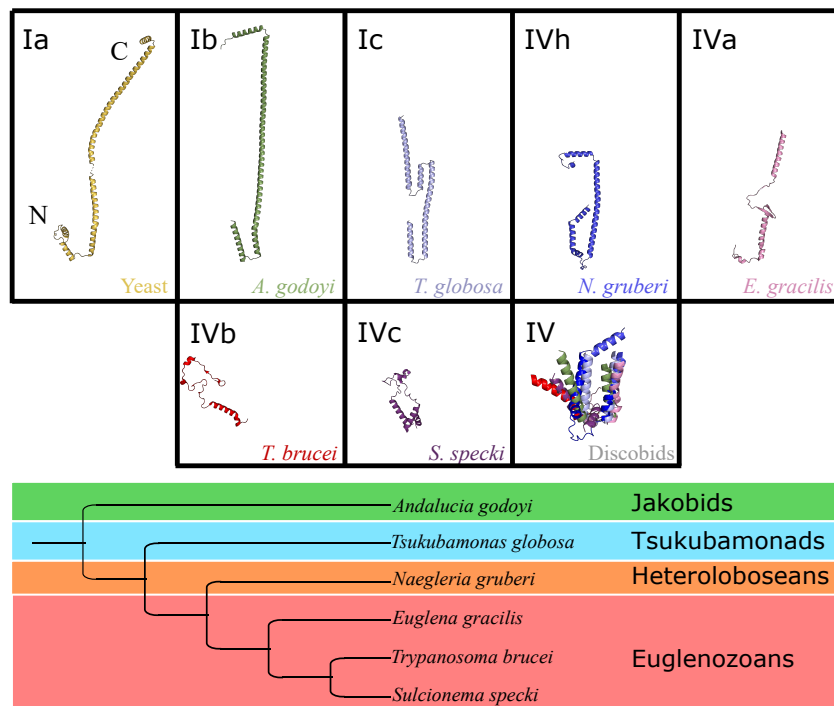 Ia
C
N
Yeast
Ib
A. godoyi
Ic
T. globosa
IVh
N. gruberi
IVa
E. gracilis
IVb
T. brucei
IVc
S. specki
IV
Discobids
Andalucia godoyi Jakobids
Tsukubamonas globosa Tsukubamonads
Naegleria gruberi Heteroloboseans
Euglena gracilis
Trypanosoma brucei Euglenozoans
Sulcionema specki